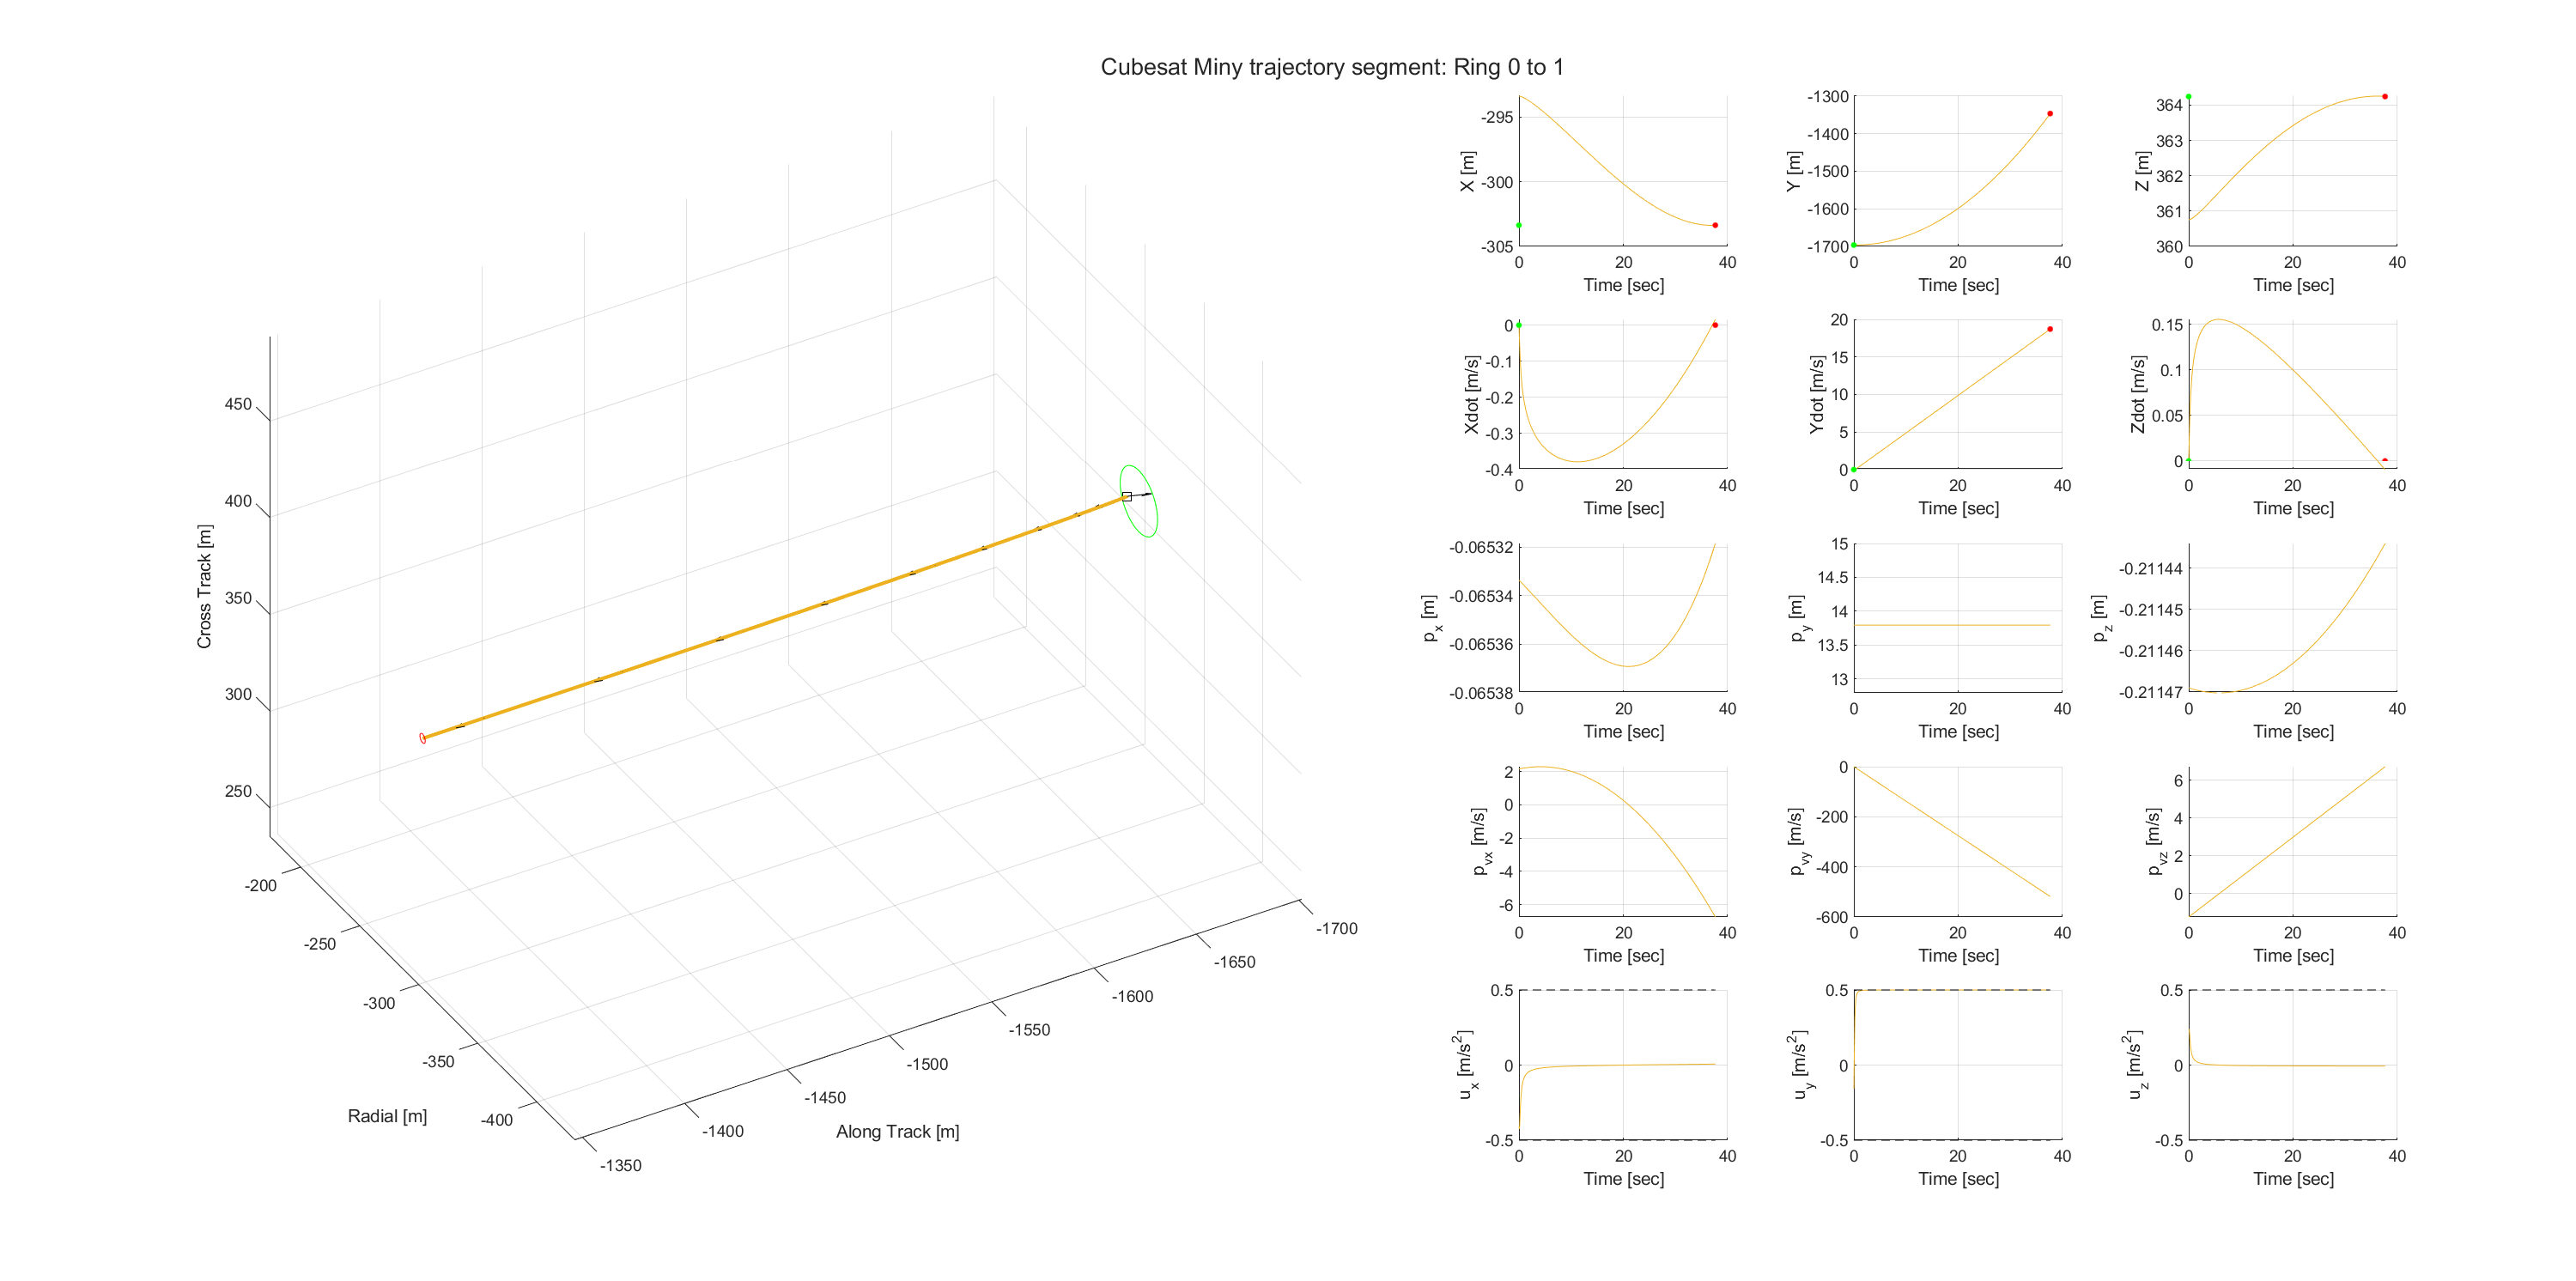 Cubesat Miny trajectory segment: Ring 0 to 1
450
400
350
300
250
Cross Track [m]
-200
-250
-300
-350
-400
Radial [m]
-1350
-1400
-1450
-1500
-1550
-1600
-1650
-1700
Along Track [m]
-295
-300
-305
X [m]
0 20 40
Time [sec]
-1300
-1400
-1500
-1600
-1700
Y [m]
0 20 40
Time [sec]
364
363
362
361
360
Z [m]
0 20 40
Time [sec]
0
-0.1
-0.2
-0.3
-0.4
Xdot [m/s]
0 20 40
Time [sec]
20
15
10
5
0
Ydot [m/s]
0 20 40
Time [sec]
0.15
0.1
0.05
0
Zdot [m/s]
0 20 40
Time [sec]
-0.06532
-0.06534
-0.06536
-0.06538
p_x [m]
0 20 40
Time [sec]
15
14.5
14
13.5
13
p_y [m]
0 20 40
Time [sec]
-0.21144
-0.21145
-0.21146
-0.21147
p_z [m]
0 20 40
Time [sec]
2
0
-2
-4
-6
p_vx [m/s]
0 20 40
Time [sec]
0
-200
-400
-600
p_vy [m/s]
0 20 40
Time [sec]
6
4
2
0
p_vz [m/s]
0 20 40
Time [sec]
0.5
0
-0.5
u_x [m/s²]
0 20 40
Time [sec]
0.5
0
-0.5
u_y [m/s²]
0 20 40
Time [sec]
0.5
0
-0.5
u_z [m/s²]
0 20 40
Time [sec]